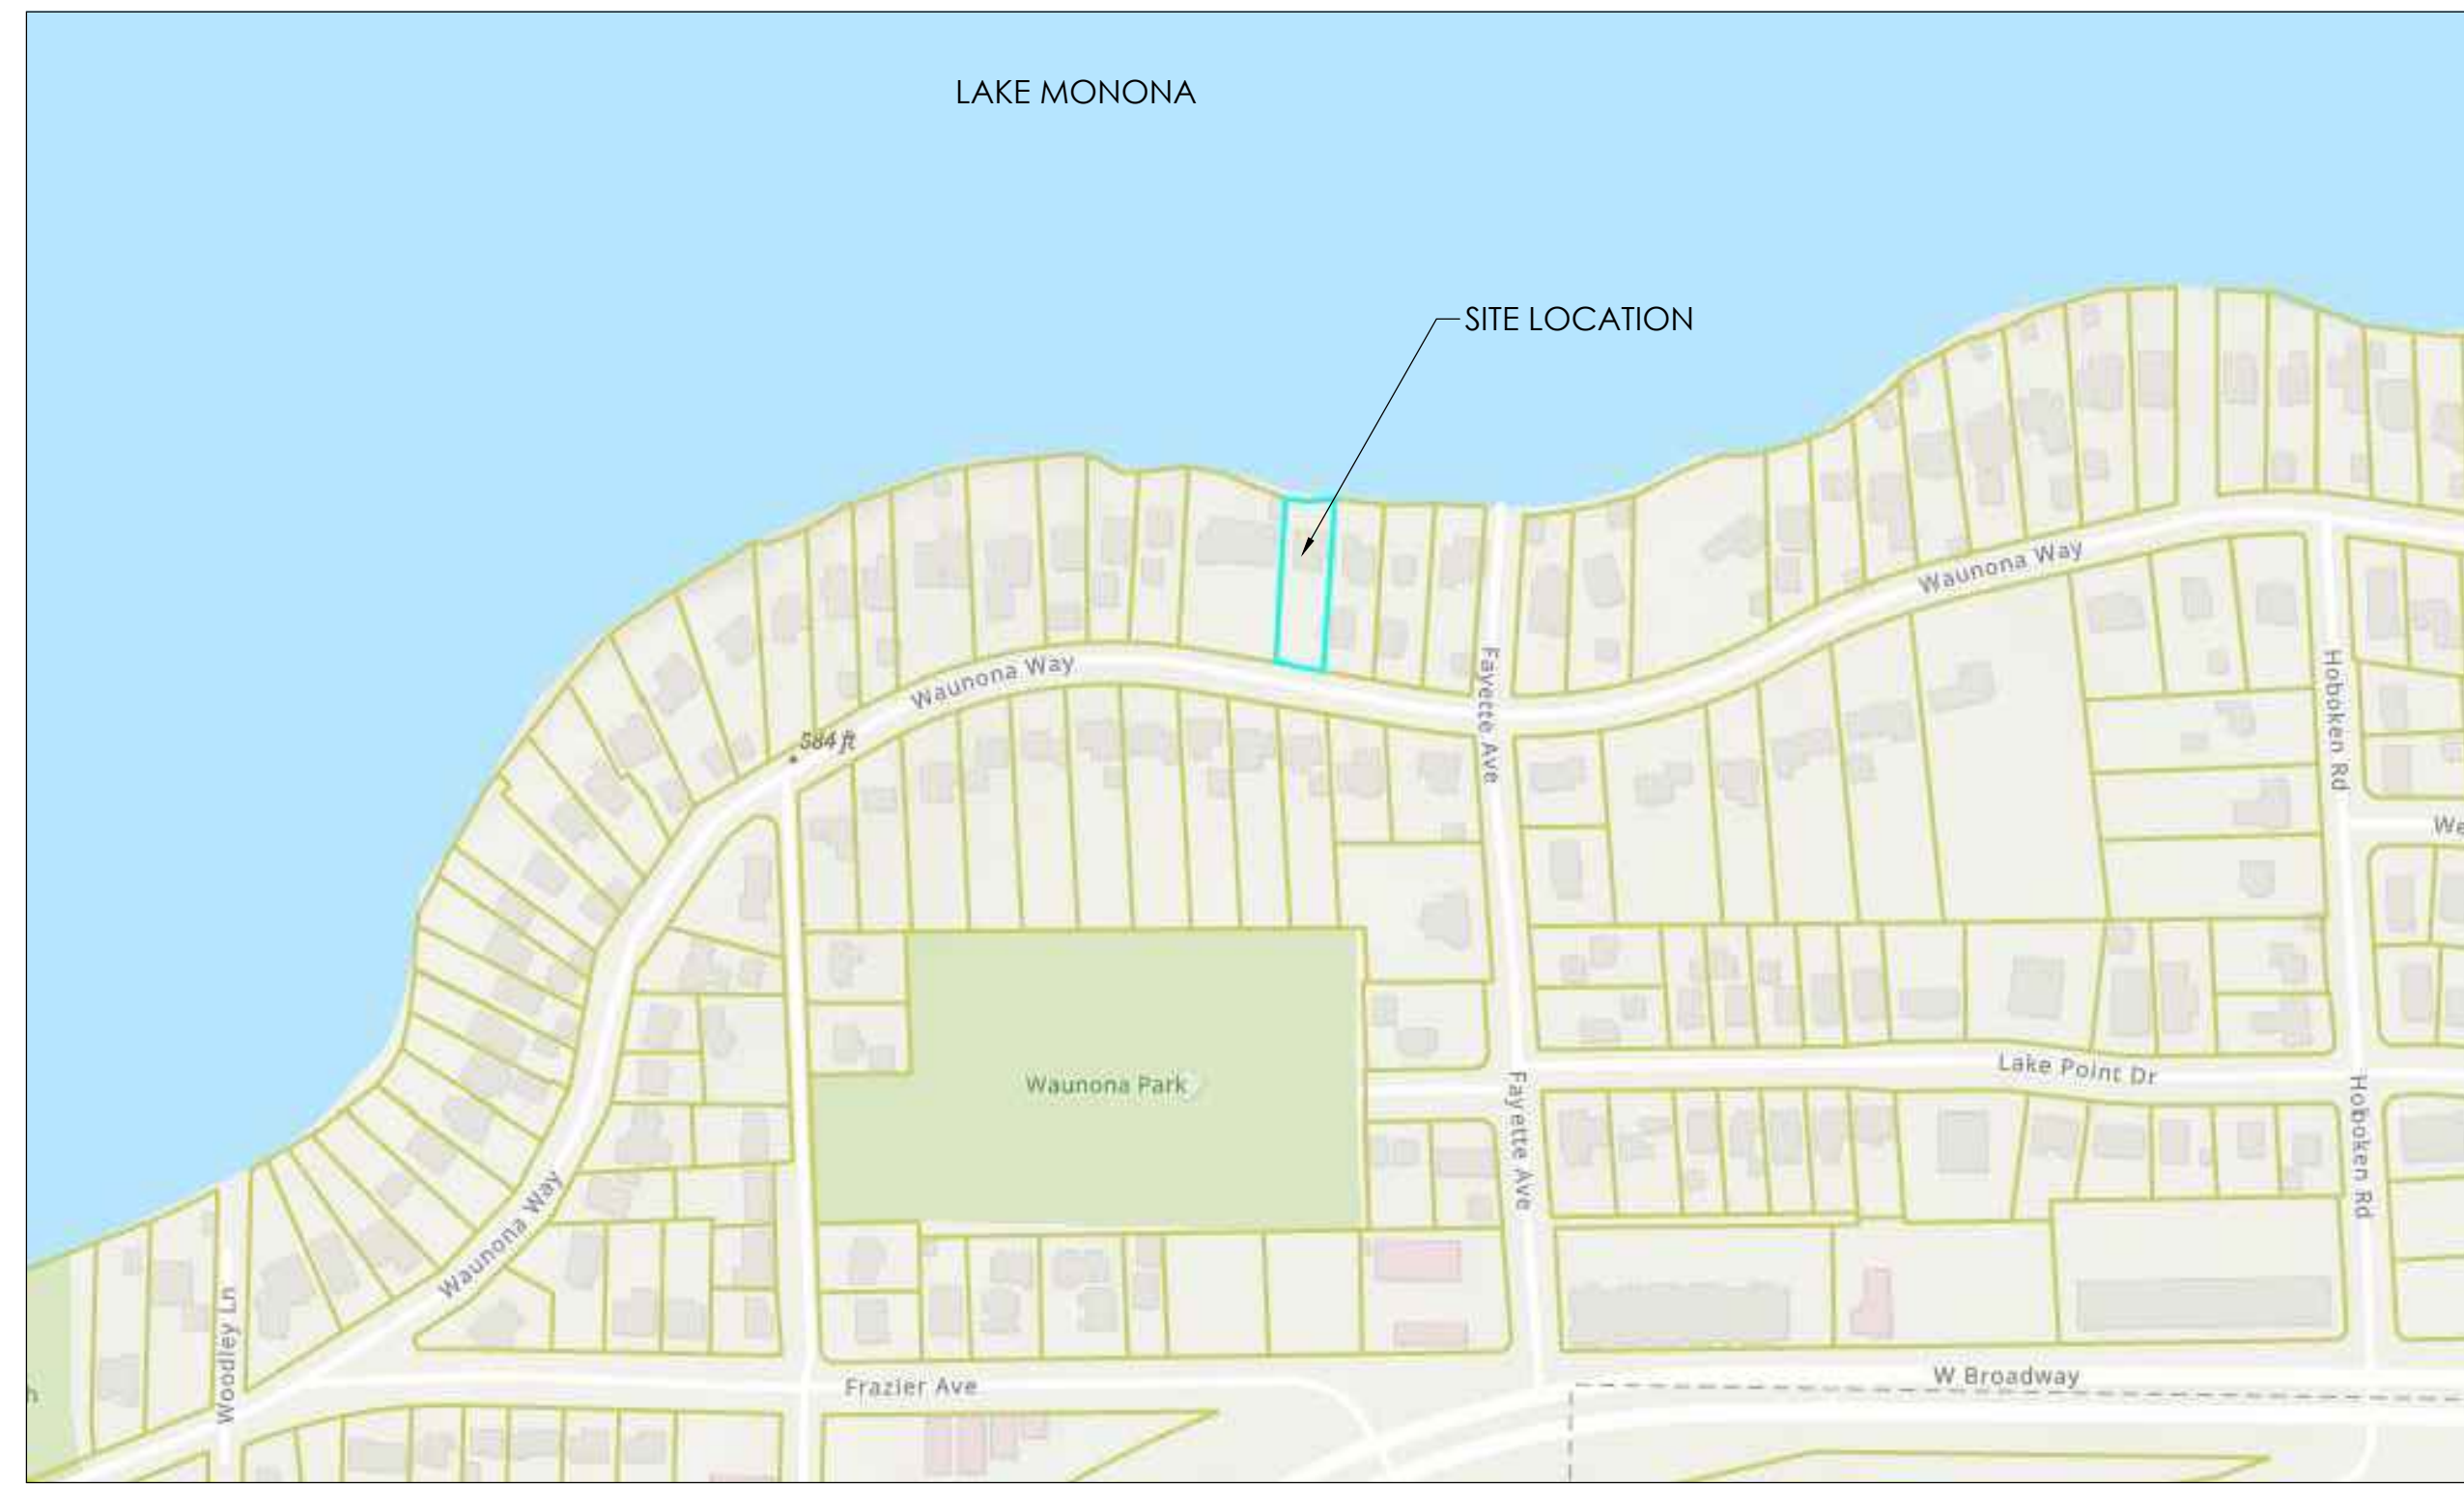 LAKE MONONA
SITE LOCATION
Waunona Way
Waunona Way
584 ft
Fayette Ave
Hoboken Rd
We
Waunona Park
Lake Point Dr
Fayette Ave
Hoboken Rd
Waunona Way
Woodley Ln
Frazier Ave
W Broadway
h